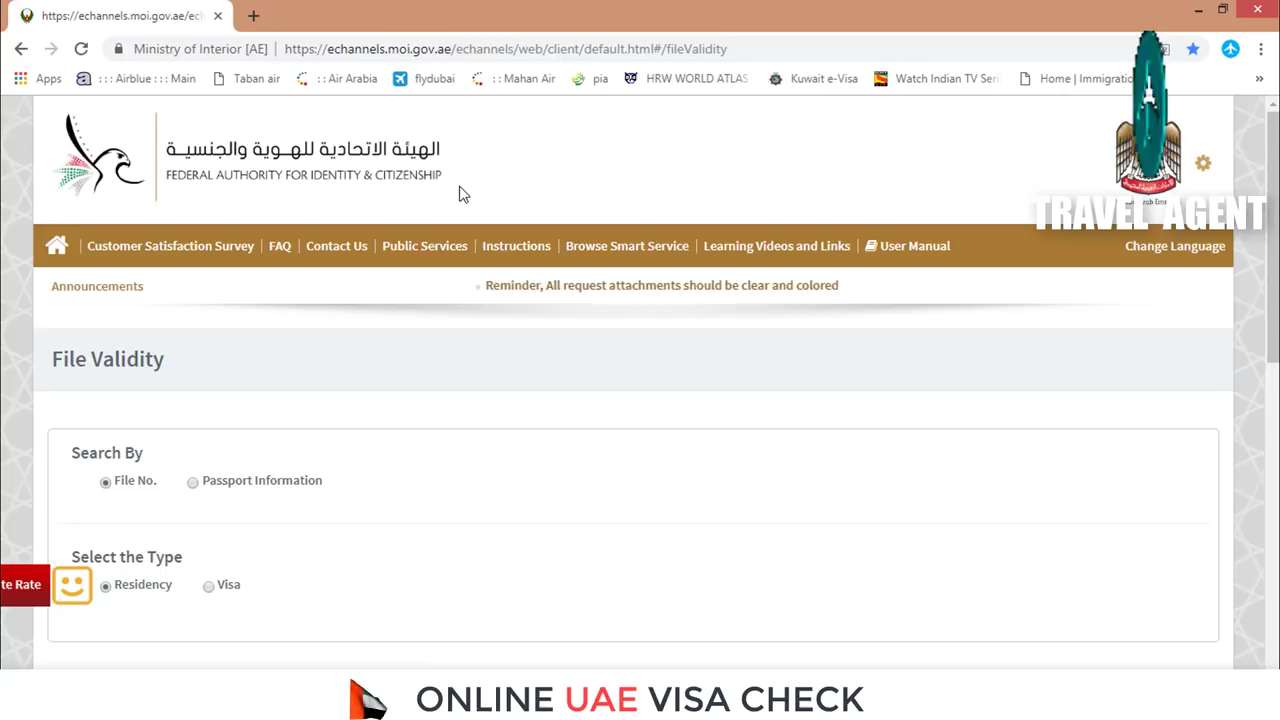 https://echannels.moi.gov.ae/ech
Ministry of Interior [AE] | https://echannels.moi.gov.ae/echannels/web/client/default.html#/fileValidity
Apps ::: Airblue ::: Main Taban air : : Air Arabia flydubai : : Mahan Air pia HRW WORLD ATLAS Kuwait e-Visa Watch Indian TV Seri Home | Immigratio »
الهيئة الاتحادية للهوية والجنسية
FEDERAL AUTHORITY FOR IDENTITY & CITIZENSHIP
TRAVEL AGENT
Customer Satisfaction Survey | FAQ | Contact Us | Public Services | Instructions | Browse Smart Service | Learning Videos and Links | User Manual Change Language
Announcements Reminder, All request attachments should be clear and colored
File Validity
Search By
File No. Passport Information
Select the Type
te Rate Residency Visa
ONLINE UAE VISA CHECK